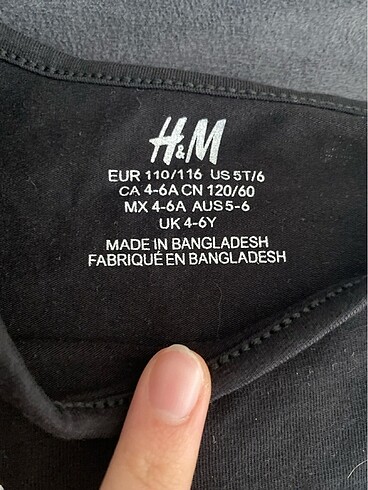 H&M
EUR 110/116 US 5T/6
CA 4-6A CN 120/60
MX 4-6A AUS 5-6
UK 4-6Y
MADE IN BANGLADESH
FABRIQUÉ EN BANGLADESH